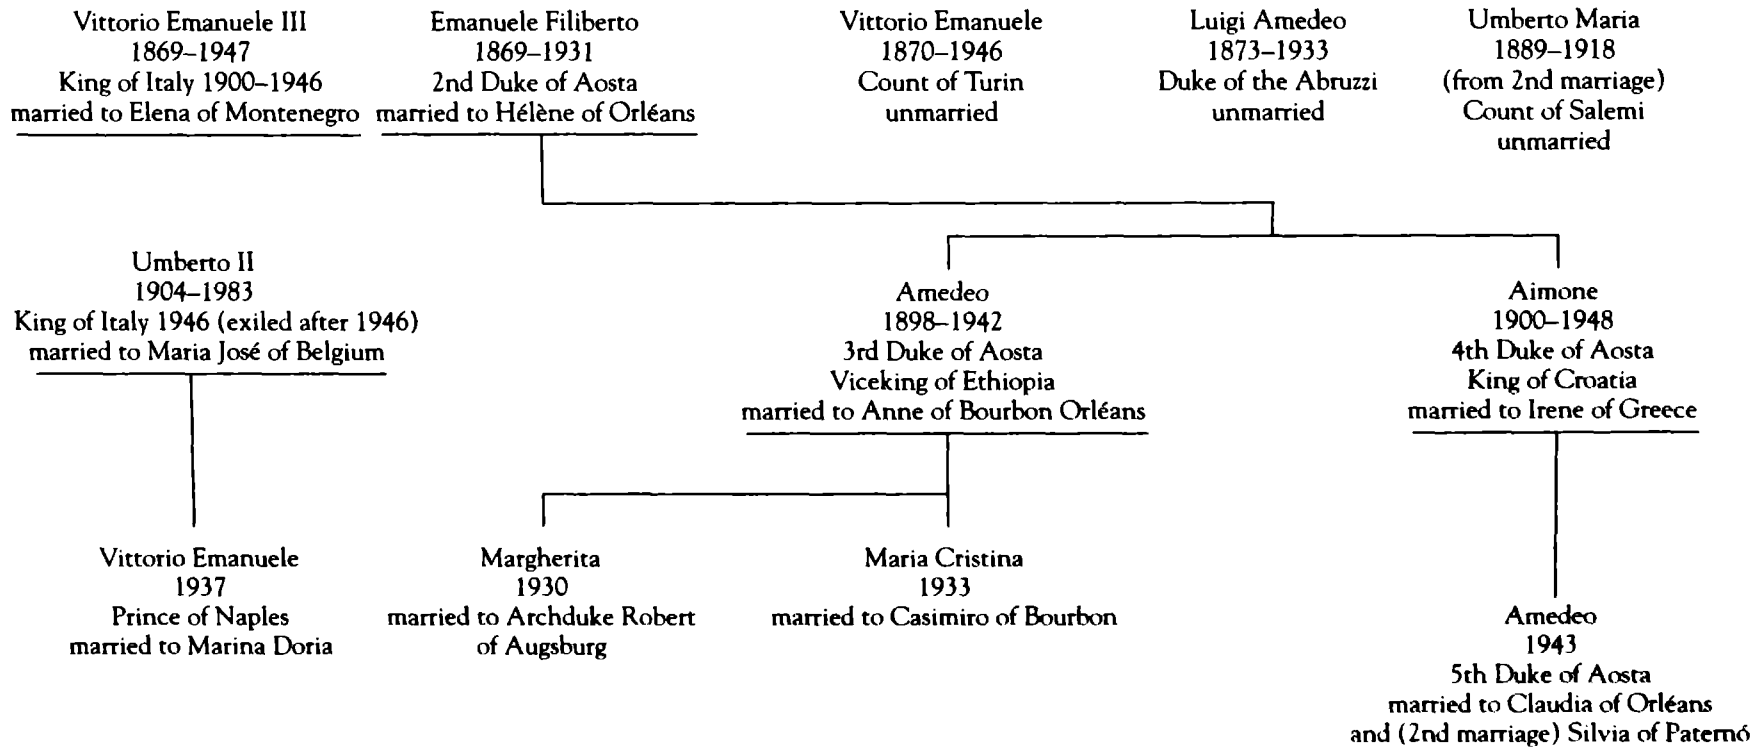 Vittorio Emanuele III
1869–1947
King of Italy 1900–1946
married to Elena of Montenegro
Emanuele Filiberto
1869–1931
2nd Duke of Aosta
married to Hélène of Orléans
Vittorio Emanuele
1870–1946
Count of Turin
unmarried
Luigi Amedeo
1873–1933
Duke of the Abruzzi
unmarried
Umberto Maria
1889–1918
(from 2nd marriage)
Count of Salemi
unmarried
Umberto II
1904–1983
King of Italy 1946 (exiled after 1946)
married to Maria José of Belgium
Amedeo
1898–1942
3rd Duke of Aosta
Viceking of Ethiopia
married to Anne of Bourbon Orléans
Aimone
1900–1948
4th Duke of Aosta
King of Croatia
married to Irene of Greece
Vittorio Emanuele
1937
Prince of Naples
married to Marina Doria
Margherita
1930
married to Archduke Robert
of Augsburg
Maria Cristina
1933
married to Casimiro of Bourbon
Amedeo
1943
5th Duke of Aosta
married to Claudia of Orléans
and (2nd marriage) Silvia of Paternó